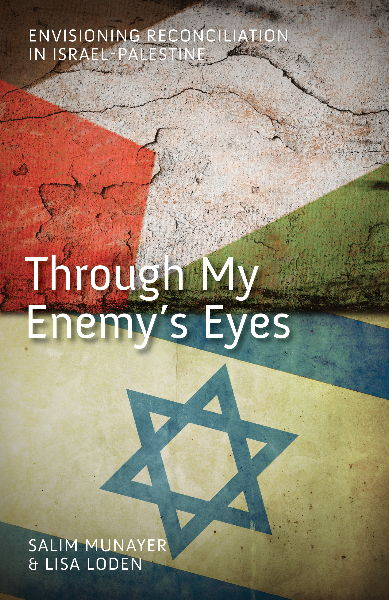 ENVISIONING RECONCILIATION
IN ISRAEL-PALESTINE
Through My
Enemy's Eyes
SALIM MUNAYER
& LISA LODEN